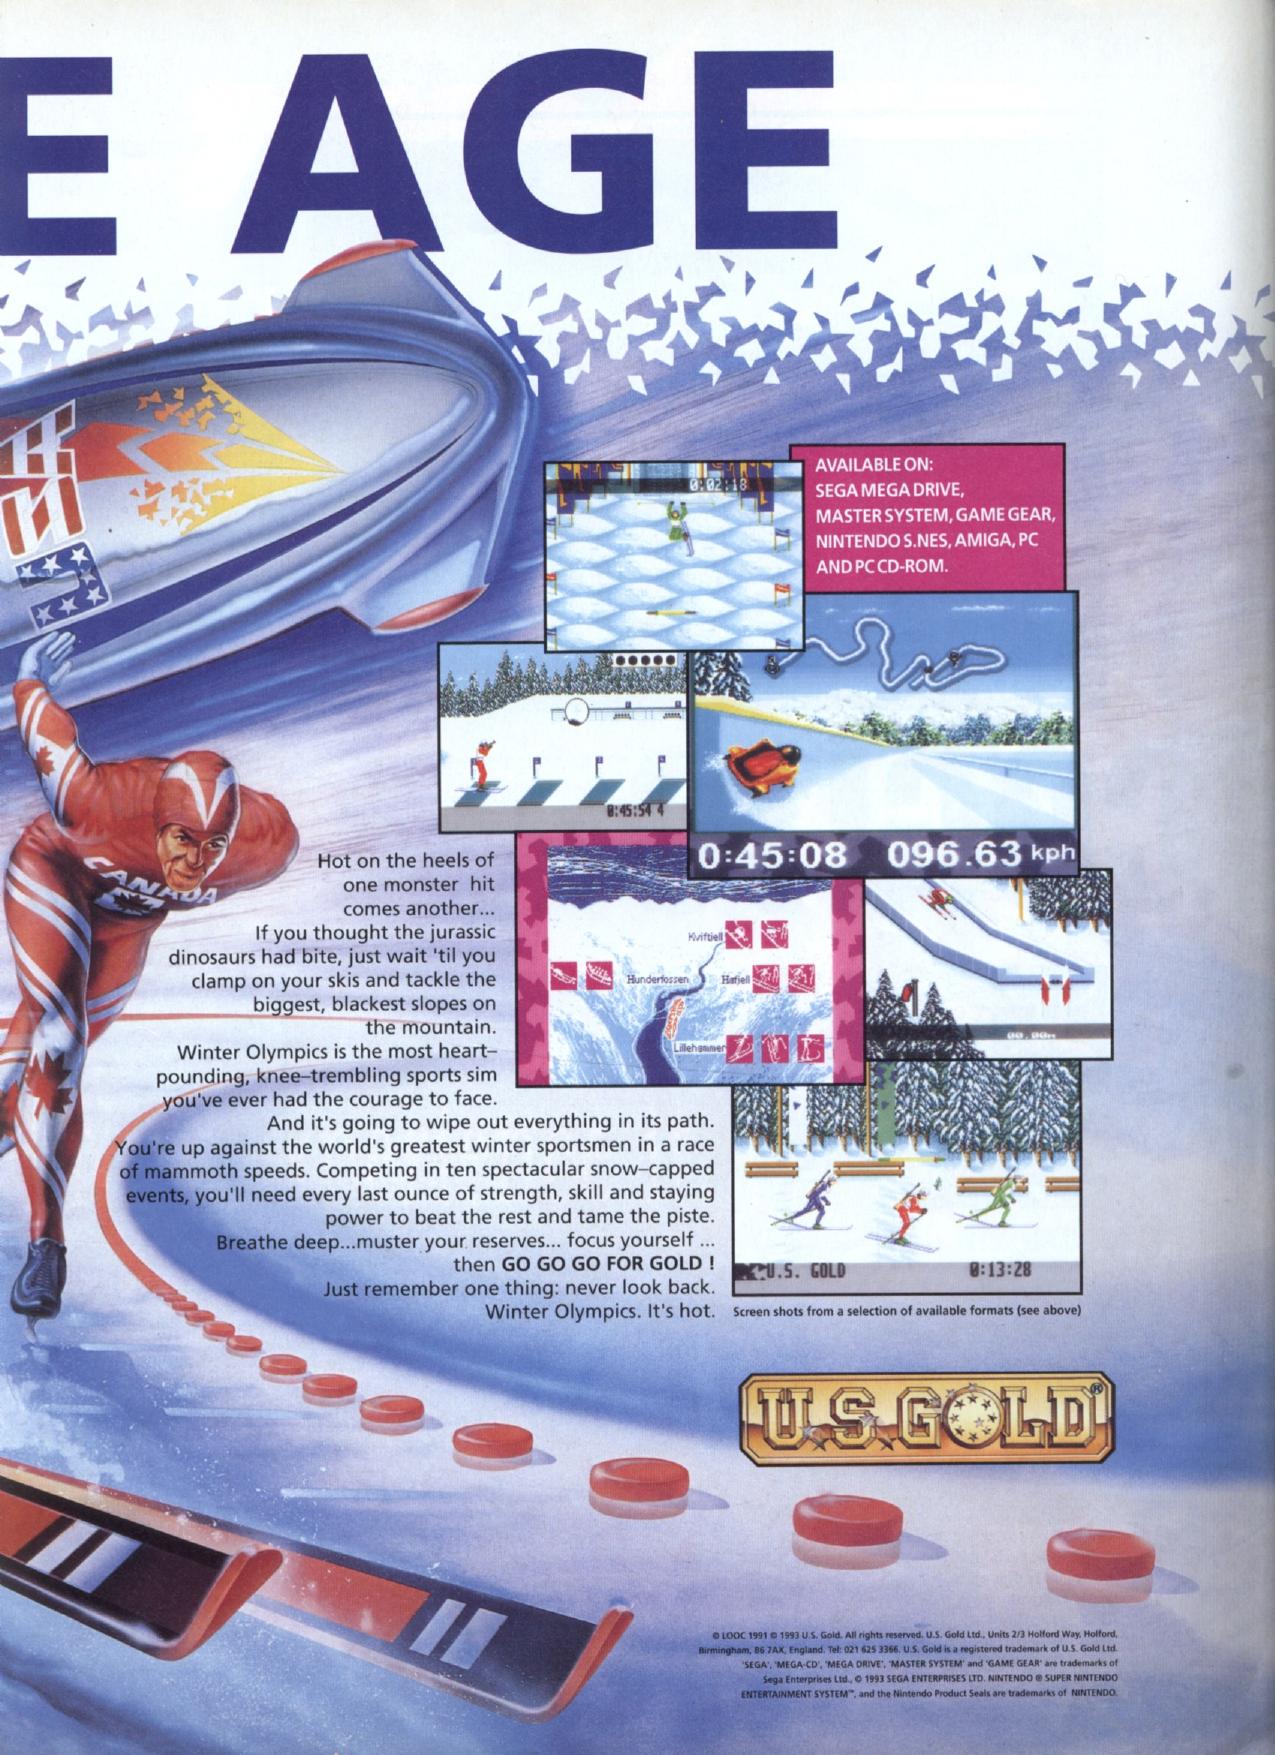 E AGE
AVAILABLE ON:
SEGA MEGA DRIVE,
MASTER SYSTEM, GAME GEAR,
NINTENDO S.NES, AMIGA, PC
AND PC CD-ROM.
0:02:18
0:45:54 4
0:45:08 096.63 kph
Kvitfjell
Hunderfossen
Hafjell
Lillehammer
00.00m
U.S. GOLD 0:13:28
Screen shots from a selection of available formats (see above)
CANADA
Hot on the heels of
one monster hit
comes another...
If you thought the jurassic
dinosaurs had bite, just wait 'til you
clamp on your skis and tackle the
biggest, blackest slopes on
the mountain.
Winter Olympics is the most heart–
pounding, knee–trembling sports sim
you've ever had the courage to face.
And it's going to wipe out everything in its path.
You're up against the world's greatest winter sportsmen in a race
of mammoth speeds. Competing in ten spectacular snow–capped
events, you'll need every last ounce of strength, skill and staying
power to beat the rest and tame the piste.
Breathe deep...muster your reserves... focus yourself ...
then GO GO GO FOR GOLD !
Just remember one thing: never look back.
Winter Olympics. It's hot.
U.S. GOLD®
© LOOC 1991 © 1993 U.S. Gold. All rights reserved. U.S. Gold Ltd., Units 2/3 Holford Way, Holford,
Birmingham, B6 7AX, England. Tel: 021 625 3366. U.S. Gold is a registered trademark of U.S. Gold Ltd.
'SEGA', 'MEGA-CD', 'MEGA DRIVE', 'MASTER SYSTEM' and 'GAME GEAR' are trademarks of
Sega Enterprises Ltd., © 1993 SEGA ENTERPRISES LTD. NINTENDO ® SUPER NINTENDO
ENTERTAINMENT SYSTEM™, and the Nintendo Product Seals are trademarks of NINTENDO.